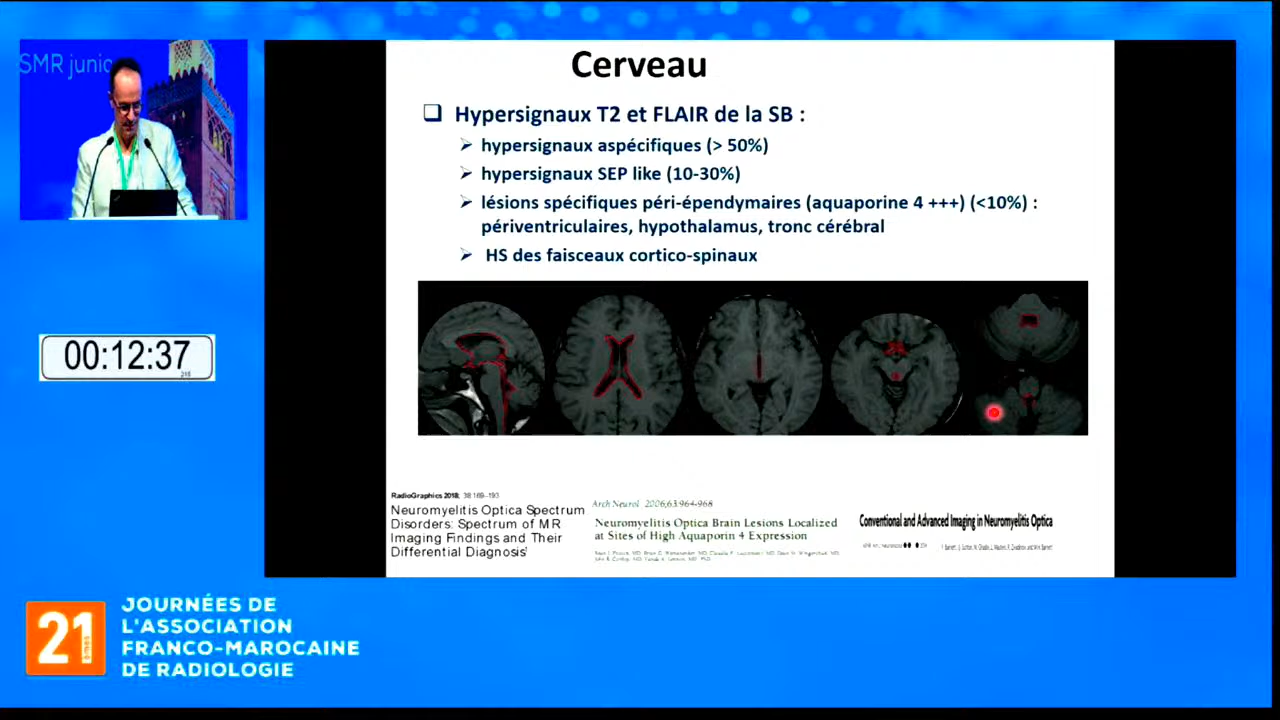 SMR junio
Cerveau
Hypersignaux T2 et FLAIR de la SB :
hypersignaux aspécifiques (> 50%)
hypersignaux SEP like (10-30%)
lésions spécifiques péri-épendymaires (aquaporine 4 +++) (<10%) :
périventriculaires, hypothalamus, tronc cérébral
HS des faisceaux cortico-spinaux
00:12:37
RadioGraphics 2018; 38:169–193
Neuromyelitis Optica Spectrum
Disorders: Spectrum of MR
Imaging Findings and Their
Differential Diagnosis
Arch Neurol 2006;63:964-968
Neuromyelitis Optica Brain Lesions Localized
at Sites of High Aquaporin 4 Expression
Conventional and Advanced Imaging in Neuromyelitis Optica
21
èmes
JOURNÉES DE
L'ASSOCIATION
FRANCO-MAROCAINE
DE RADIOLOGIE